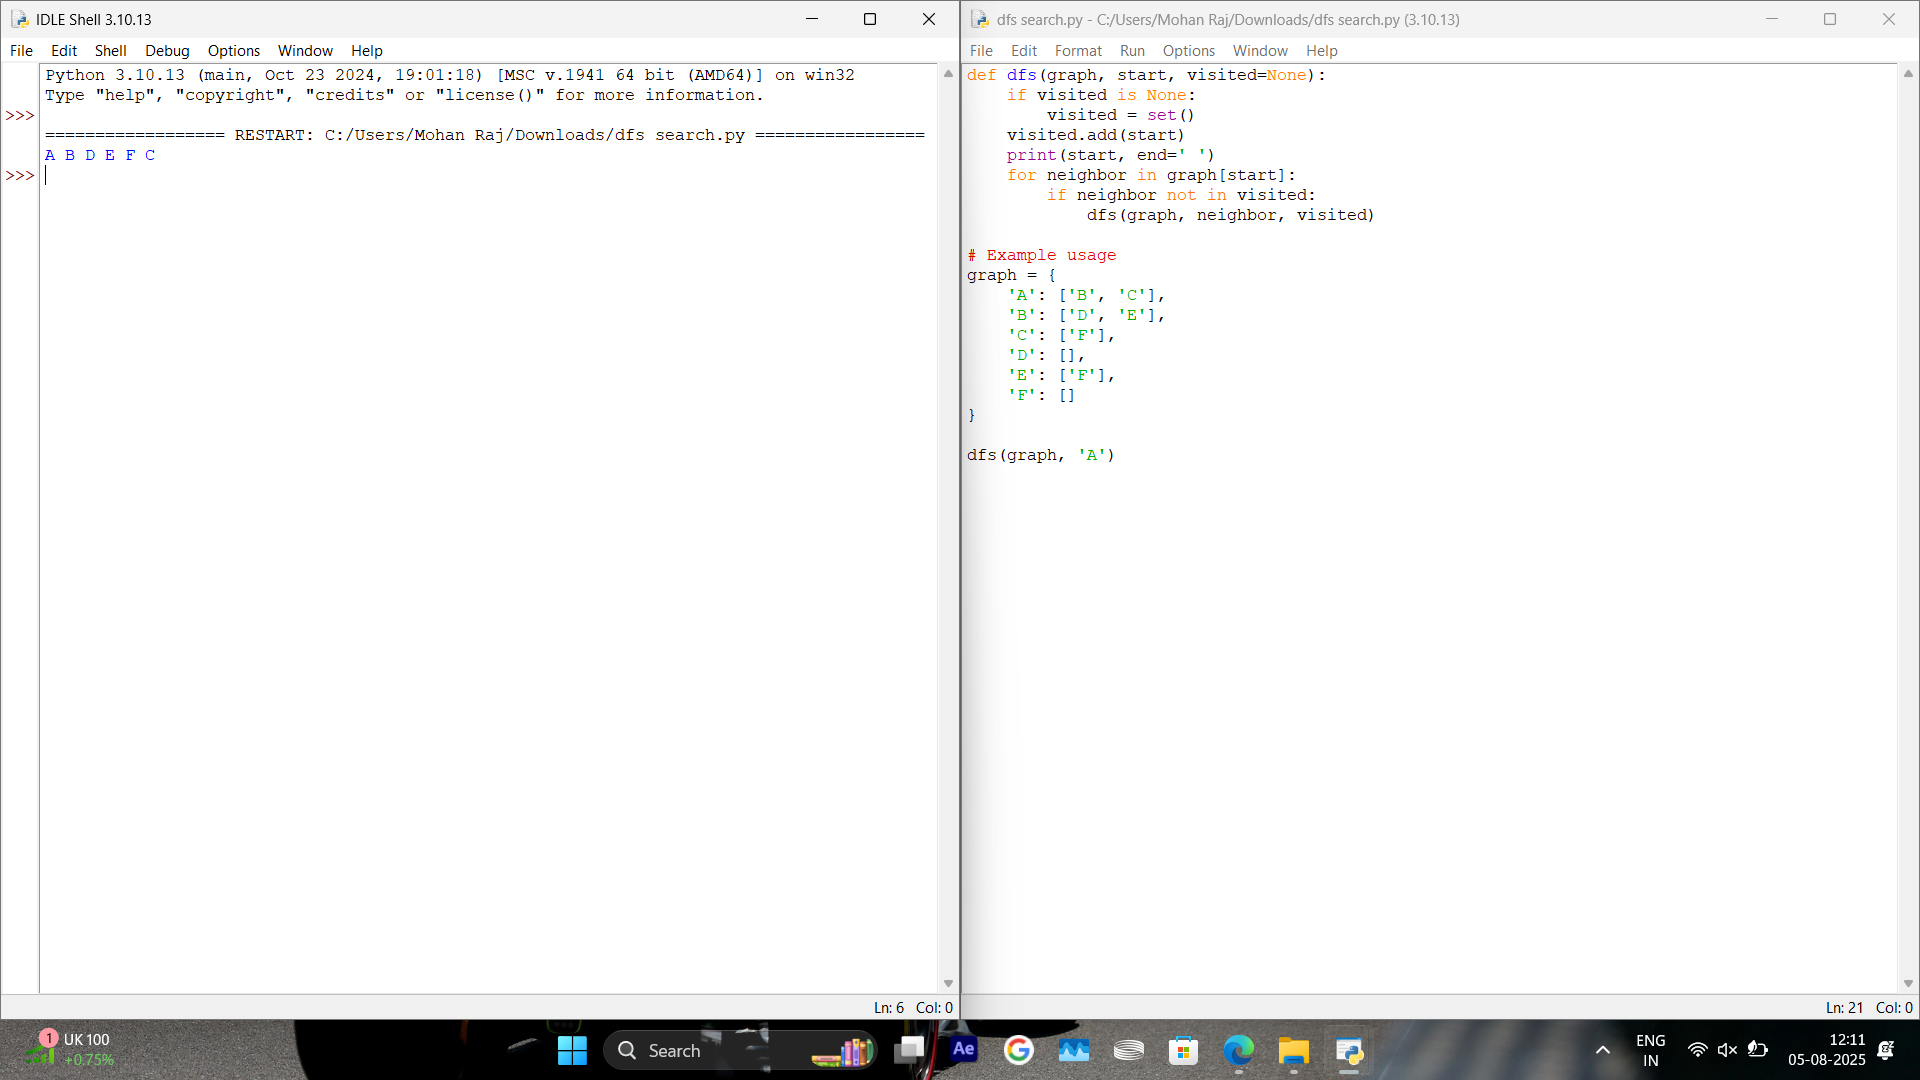 IDLE Shell 3.10.13
File Edit Shell Debug Options Window Help
Python 3.10.13 (main, Oct 23 2024, 19:01:18) [MSC v.1941 64 bit (AMD64)] on win32
Type "help", "copyright", "credits" or "license()" for more information.
>>>
================== RESTART: C:/Users/Mohan Raj/Downloads/dfs search.py =================
A B D E F C
>>>
Ln: 6 Col: 0
dfs search.py - C:/Users/Mohan Raj/Downloads/dfs search.py (3.10.13)
File Edit Format Run Options Window Help
def dfs(graph, start, visited=None):
    if visited is None:
        visited = set()
    visited.add(start)
    print(start, end=' ')
    for neighbor in graph[start]:
        if neighbor not in visited:
            dfs(graph, neighbor, visited)
# Example usage
graph = {
    'A': ['B', 'C'],
    'B': ['D', 'E'],
    'C': ['F'],
    'D': [],
    'E': ['F'],
    'F': []
}
dfs(graph, 'A')
Ln: 21 Col: 0
1
UK 100
+0.75%
Search
Ae
ENG
IN
12:11
05-08-2025